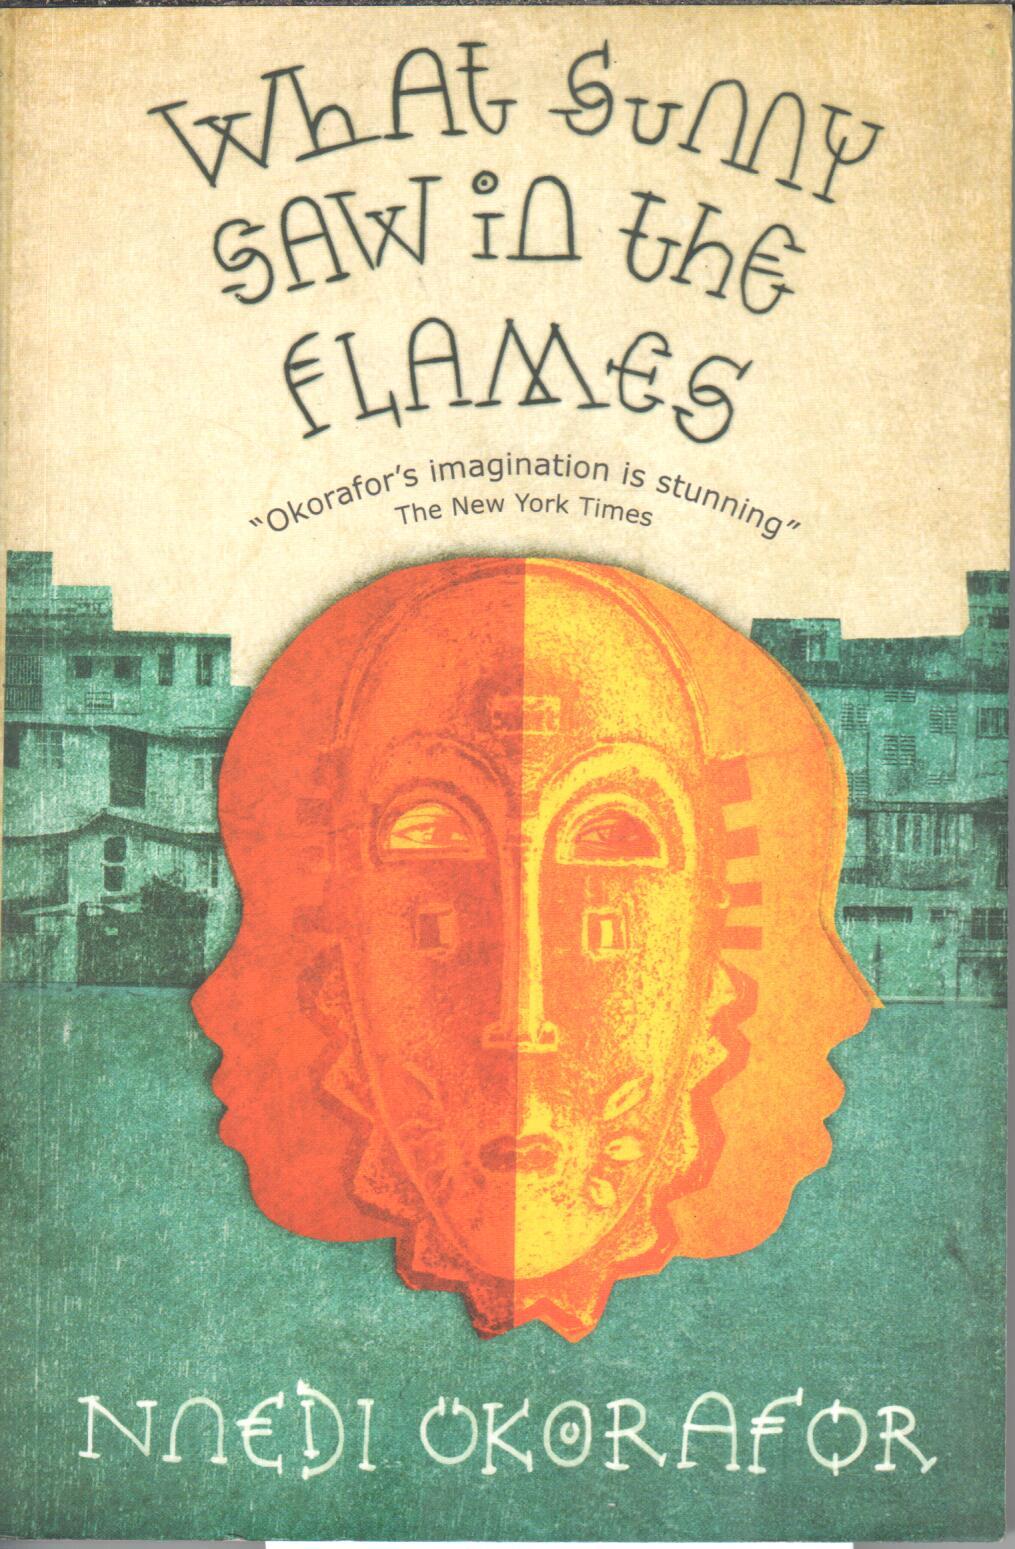 What Sunny
Saw in the
Flames
“Okorafor’s imagination is stunning”
The New York Times
Nnedi Okorafor